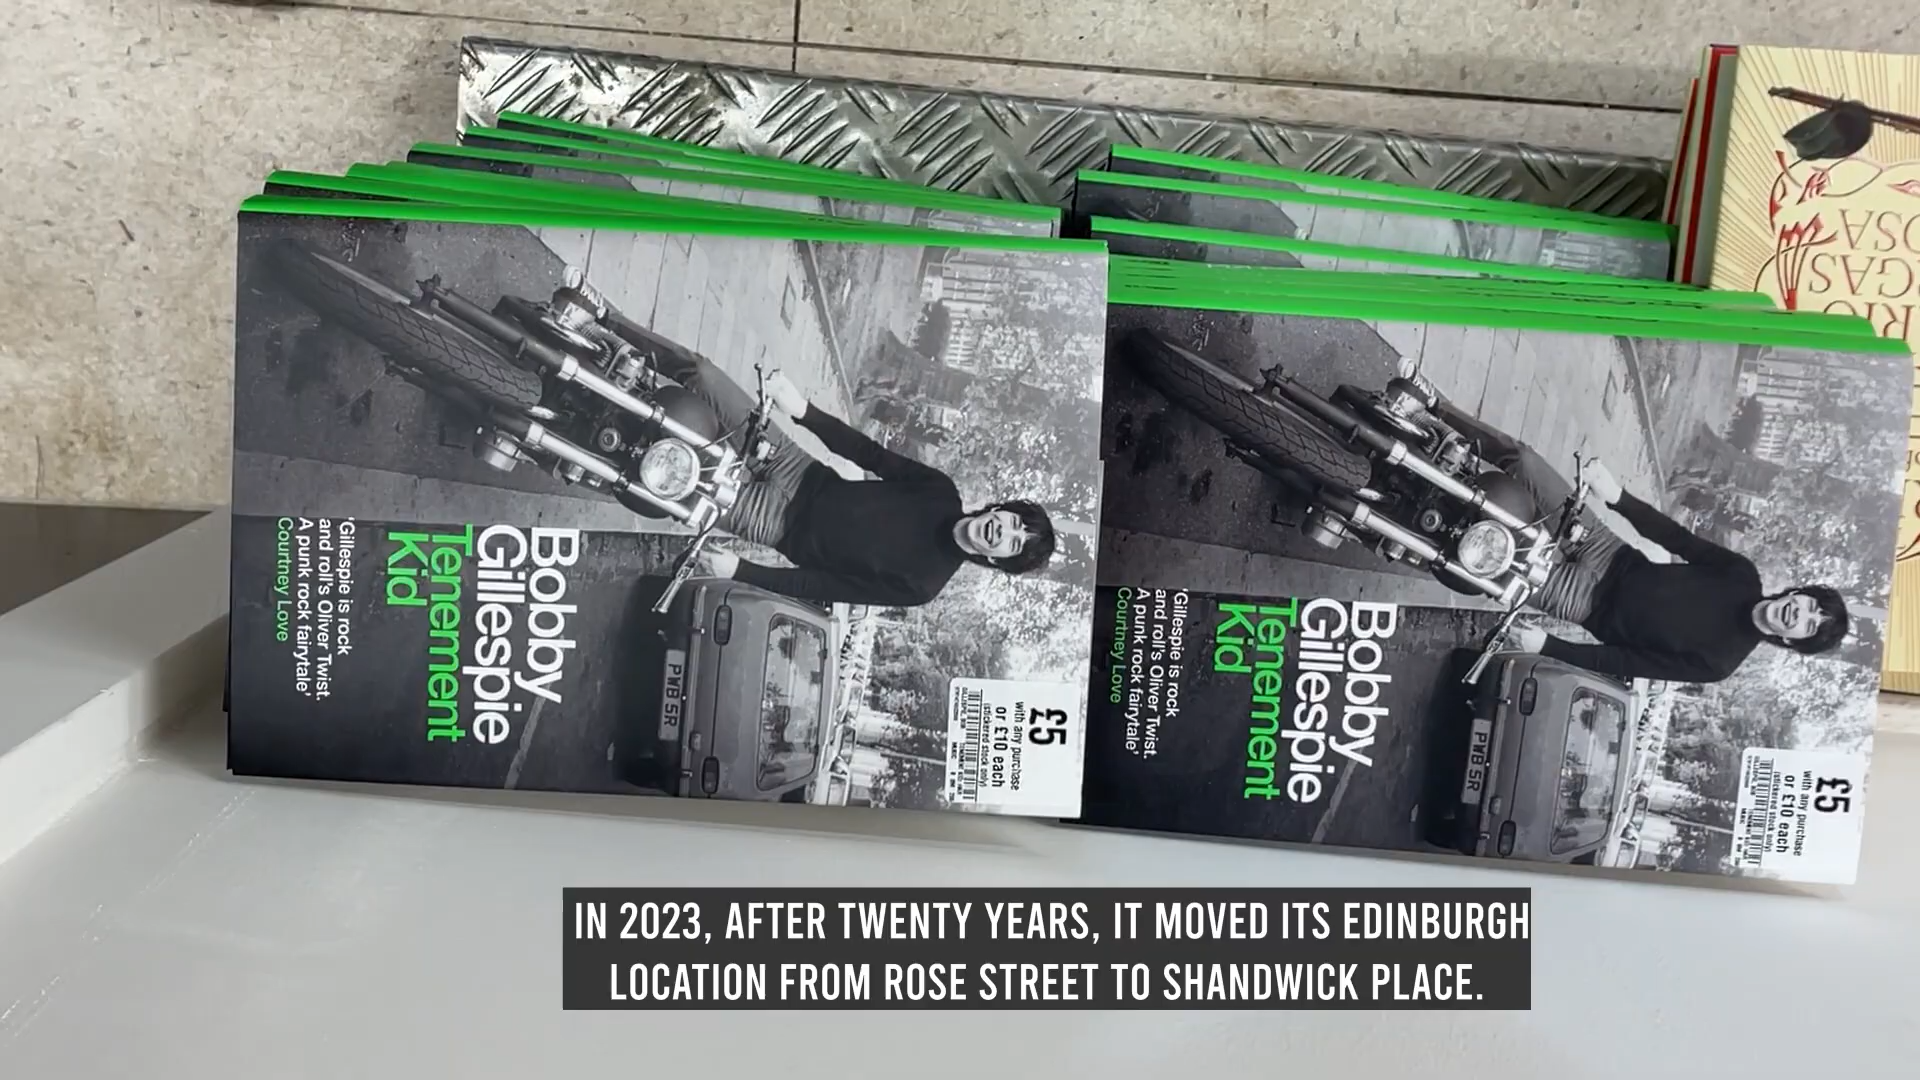 Bobby
Gillespie
Tenement
Kid
'Gillespie is rock
and roll's Oliver Twist.
A punk rock fairytale'
Courtney Love
PWB 5R
£5
with any purchase
or £10 each
(stickered stock only)
Bobby
Gillespie
Tenement
Kid
'Gillespie is rock
and roll's Oliver Twist.
A punk rock fairytale'
Courtney Love
PWB 5R
£5
with any purchase
or £10 each
(stickered stock only)
IN 2023, AFTER TWENTY YEARS, IT MOVED ITS EDINBURGH
LOCATION FROM ROSE STREET TO SHANDWICK PLACE.